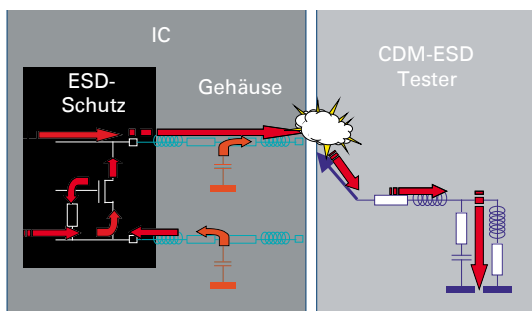 IC
ESD-
Schutz
Gehäuse
CDM-ESD
Tester